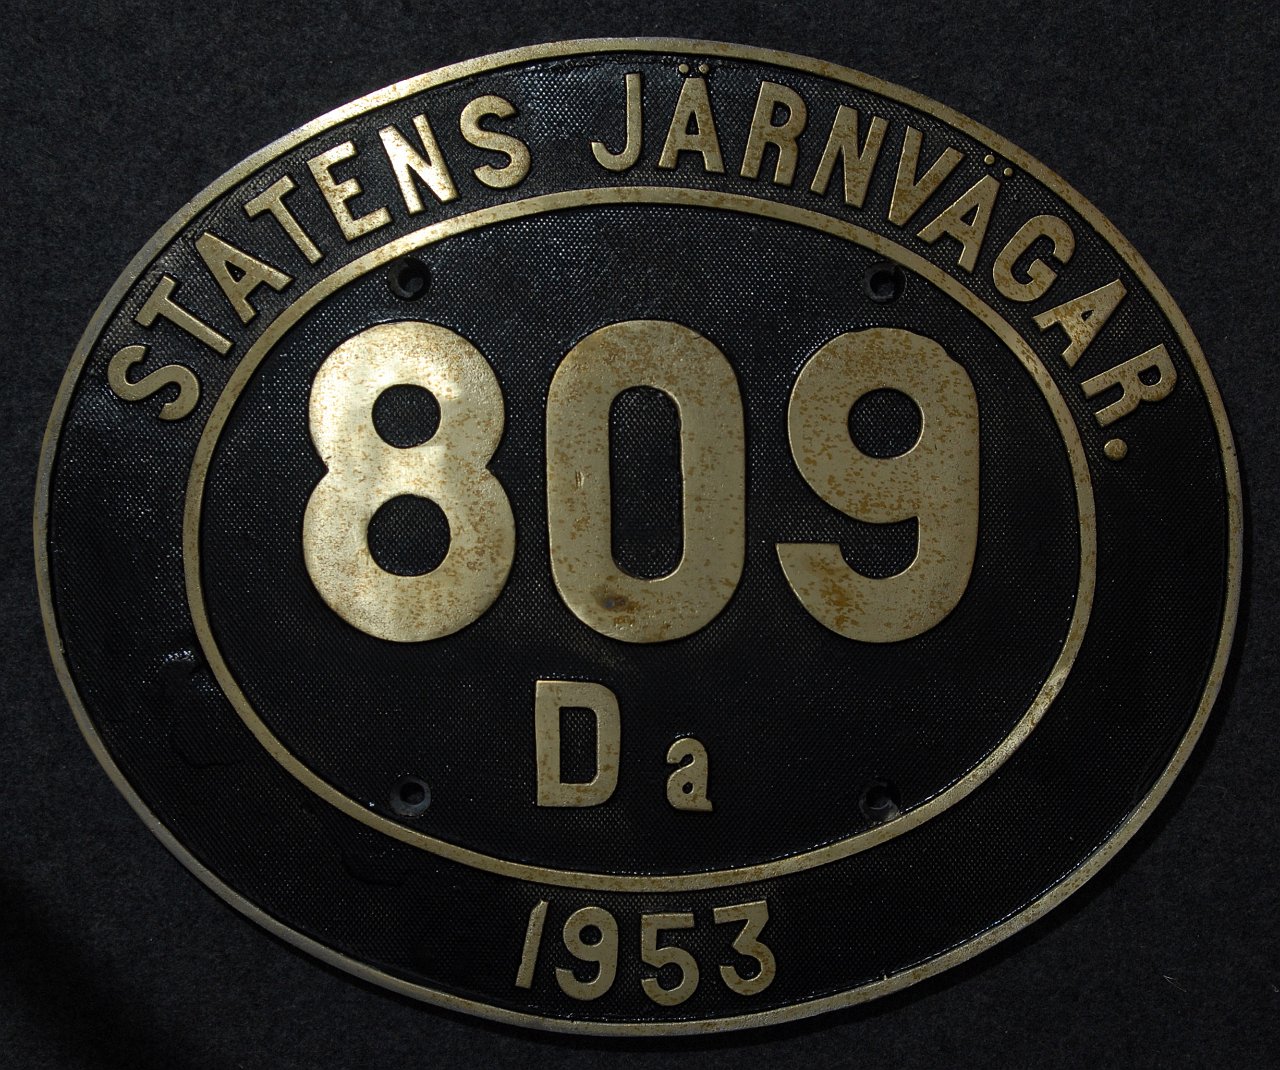 STATENS JÄRNVÄGAR.
809
Da
1953